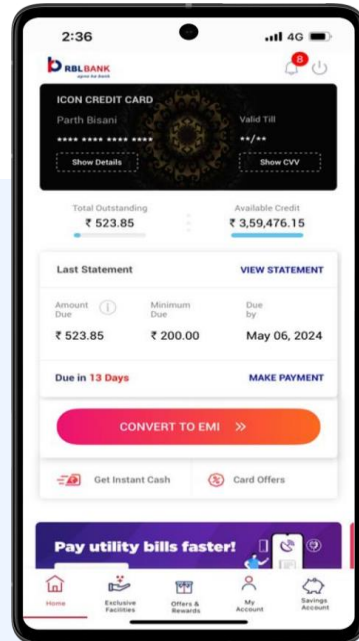 2:36
4G
RBLBANK
apno ka bank
8
ICON CREDIT CARD
Parth Bisani
Valid Till
**** **** **** ****
**/**
Show Details
Show CVV
Total Outstanding
Available Credit
₹ 523.85
₹ 3,59,476.15
Last Statement
VIEW STATEMENT
Amount Due
Minimum Due
Due by
₹ 523.85
₹ 200.00
May 06, 2024
Due in 13 Days
MAKE PAYMENT
CONVERT TO EMI »
Get Instant Cash
Card Offers
Pay utility bills faster!
Home
Exclusive Facilities
Offers & Rewards
My Account
Savings Account